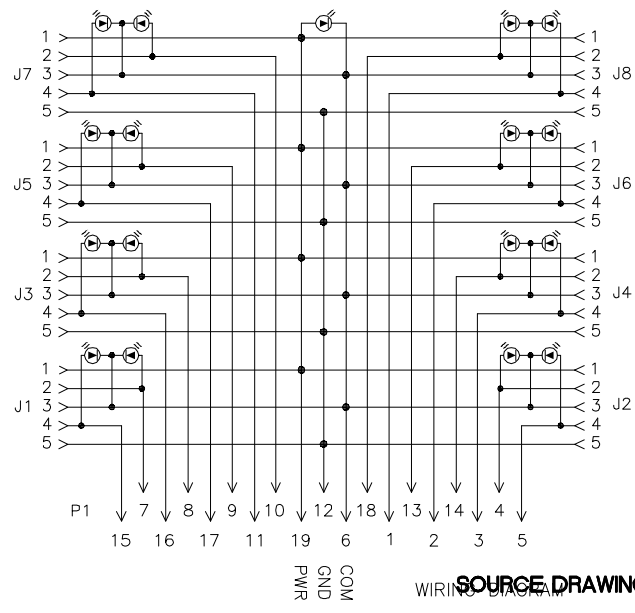 1 1
2 2
J7 3 3 J8
4 4
5 5
1 1
2 2
J5 3 3 J6
4 4
5 5
1 1
2 2
J3 3 3 J4
4 4
5 5
1 1
2 2
J1 3 3 J2
4 4
5 5
P1 7 8 9 10 12 18 13 14 4
15 16 17 11 19 6 1 2 3 5
PWR
GND
COM
WIRING DIAGRAM
SOURCE DRAWING